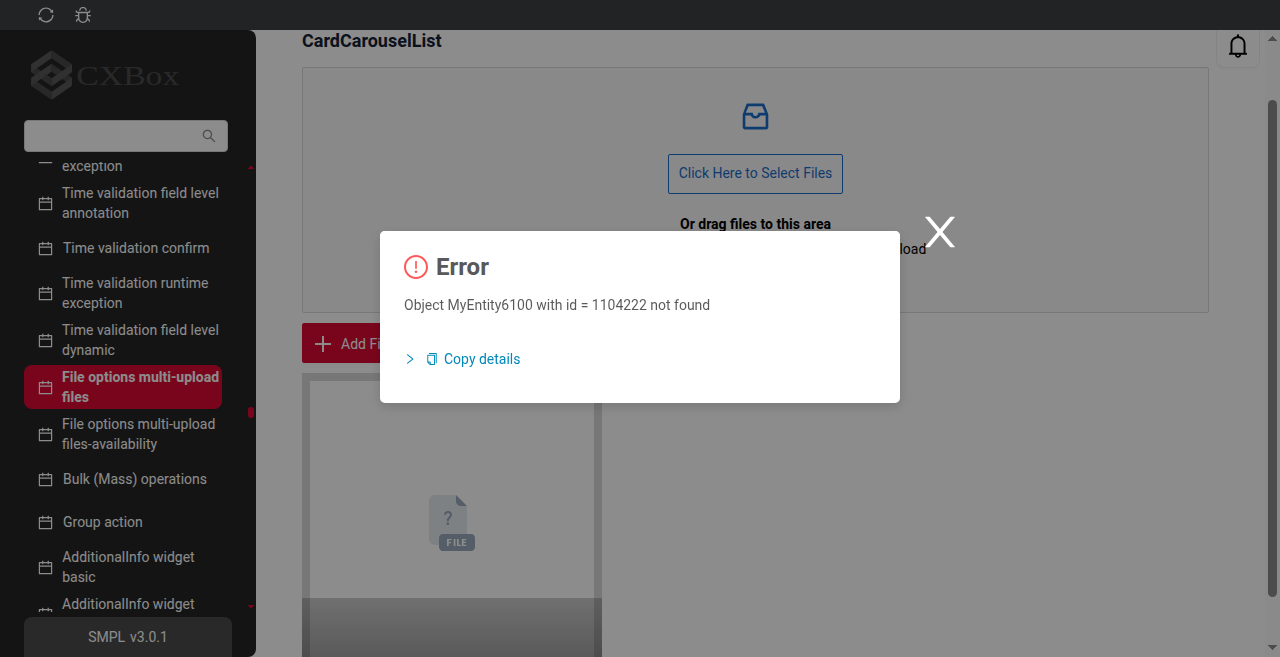 CardCarouselList
CXBox
exception
Time validation field level
annotation
Time validation confirm
Time validation runtime
exception
Time validation field level
dynamic
File options multi-upload
files
File options multi-upload
files-availability
Bulk (Mass) operations
Group action
AdditionalInfo widget
basic
AdditionalInfo widget
SMPL v3.0.1
Click Here to Select Files
Or drag files to this area
load
Error
Object MyEntity6100 with id = 1104222 not found
Copy details
Add Fi
?
FILE